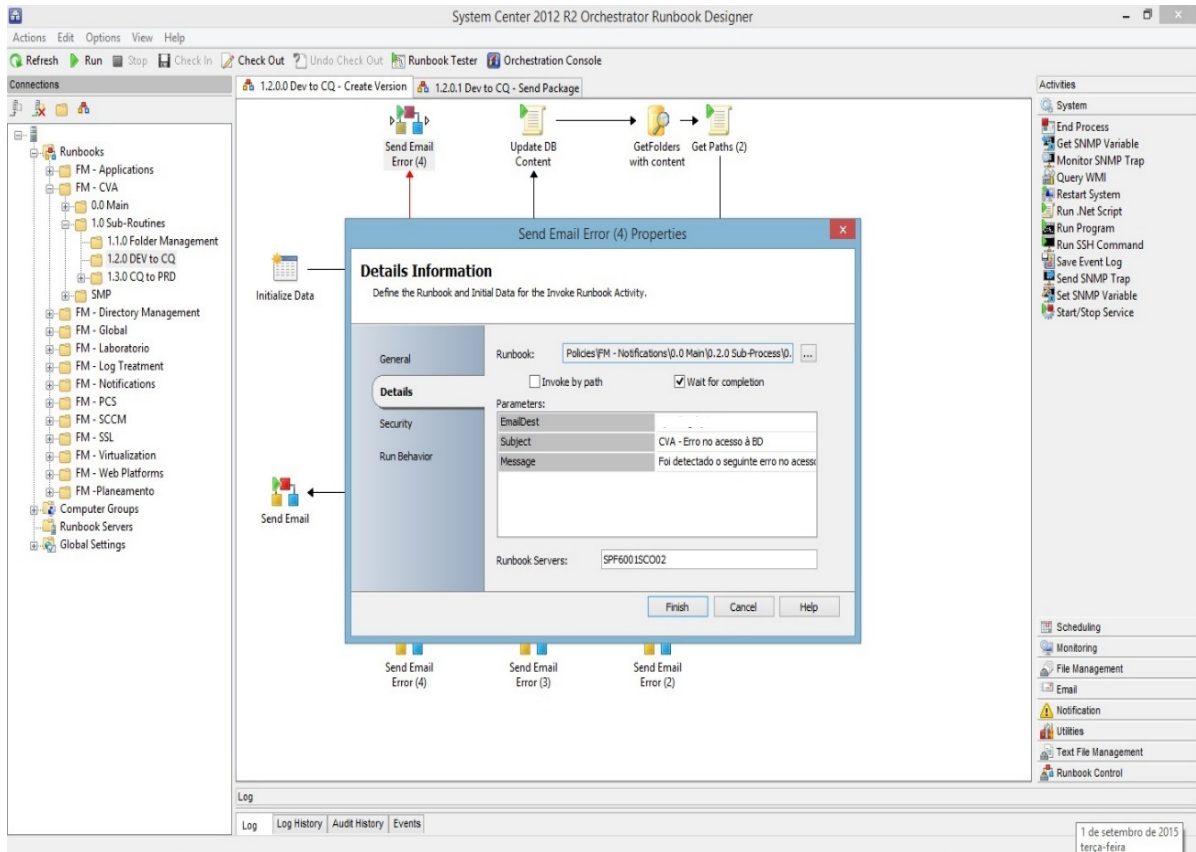 System Center 2012 R2 Orchestrator Runbook Designer
Actions Edit Options View Help
Refresh Run Stop Check In Check Out Undo Check Out Runbook Tester Orchestration Console
Connections
Runbooks
FM - Applications
FM - CVA
0.0 Main
1.0 Sub-Routines
1.1.0 Folder Management
1.2.0 DEV to CQ
1.3.0 CQ to PRD
SMP
FM - Directory Management
FM - Global
FM - Laboratorio
FM - Log Treatment
FM - Notifications
FM - PCS
FM - SCCM
FM - SSL
FM - Virtualization
FM - Web Platforms
FM -Planeamento
Computer Groups
Runbook Servers
Global Settings
1.2.0.0 Dev to CQ - Create Version
1.2.0.1 Dev to CQ - Send Package
Send Email
Error (4)
Update DB
Content
GetFolders
with content
Get Paths (2)
Initialize Data
Send Email
Send Email Error (4) Properties
x
Details Information
Define the Runbook and Initial Data for the Invoke Runbook Activity.
General
Details
Security
Run Behavior
Runbook: Policies\FM - Notifications\0.0 Main\0.2.0 Sub-Process\0. ...
Invoke by path Wait for completion
Parameters:
EmailDest
Subject CVA - Erro no acesso à BD
Message Foi detectado o seguinte erro no acesso
Runbook Servers: SPF6001SCO02
Finish Cancel Help
Send Email
Error (4)
Send Email
Error (3)
Send Email
Error (2)
Activities
System
End Process
Get SNMP Variable
Monitor SNMP Trap
Query WMI
Restart System
Run .Net Script
Run Program
Run SSH Command
Save Event Log
Send SNMP Trap
Set SNMP Variable
Start/Stop Service
Scheduling
Monitoring
File Management
Email
Notification
Utilities
Text File Management
Runbook Control
Log
Log Log History Audit History Events
1 de setembro de 2015
terça-feira